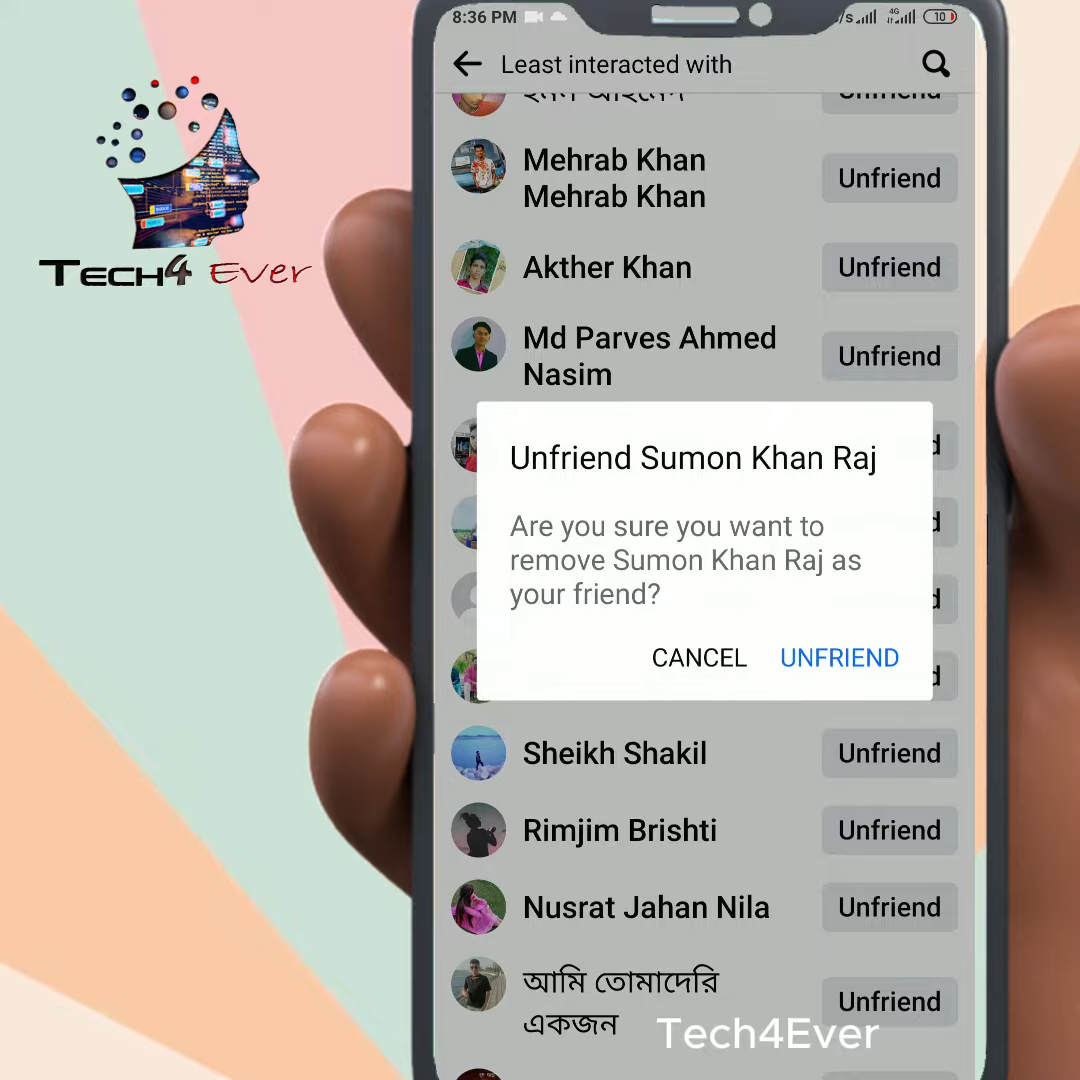 8:36 PM
4G
10
Least interacted with
Unfriend
Mehrab Khan
Mehrab Khan
Unfriend
Akther Khan
Unfriend
Md Parves Ahmed
Nasim
Unfriend
Unfriend Sumon Khan Raj
Are you sure you want to
remove Sumon Khan Raj as
your friend?
CANCEL
UNFRIEND
Sheikh Shakil
Unfriend
Rimjim Brishti
Unfriend
Nusrat Jahan Nila
Unfriend
আমি তোমাদেরি
একজন
Unfriend
Tech4 Ever
Tech4Ever